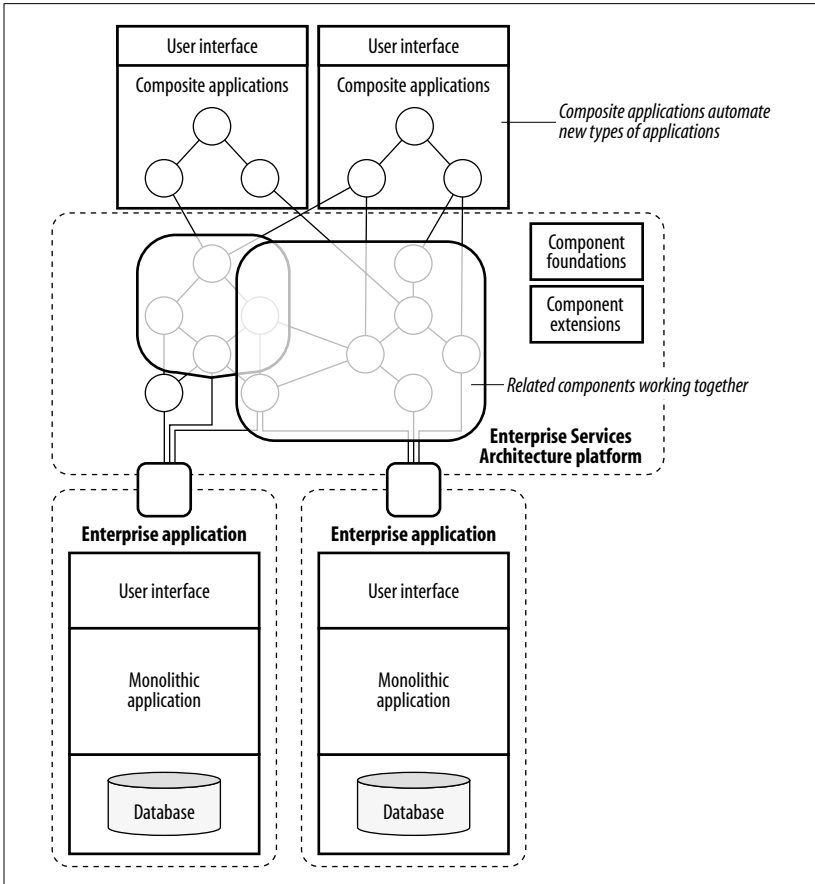 User interface
User interface
Composite applications
Composite applications
Composite applications automate
new types of applications
Component
foundations
Component
extensions
Related components working together
Enterprise Services
Architecture platform
Enterprise application
Enterprise application
User interface
User interface
Monolithic
application
Monolithic
application
Database
Database